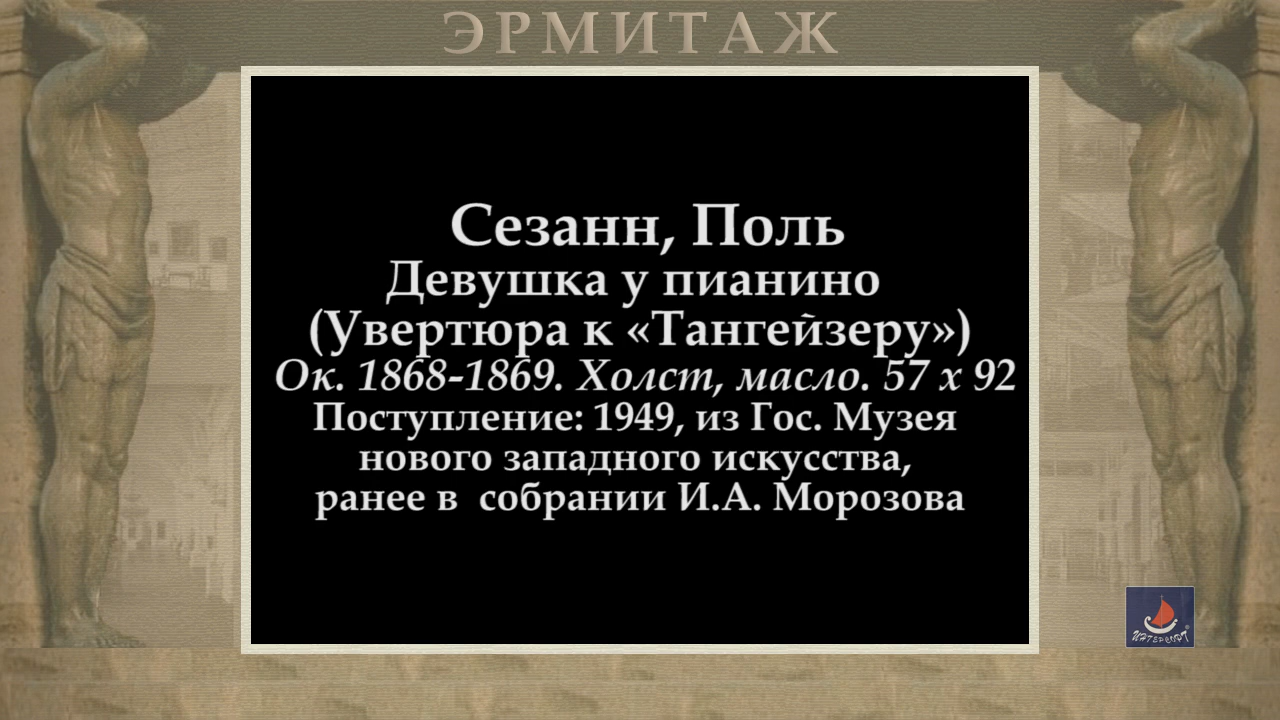 ЭРМИТАЖ
Сезанн, Поль
Девушка у пианино
(Увертюра к «Тангейзеру»)
Ок. 1868-1869. Холст, масло. 57 х 92
Поступление: 1949, из Гос. Музея
нового западного искусства,
ранее в собрании И.А. Морозова
ИНТЕРСОФТ